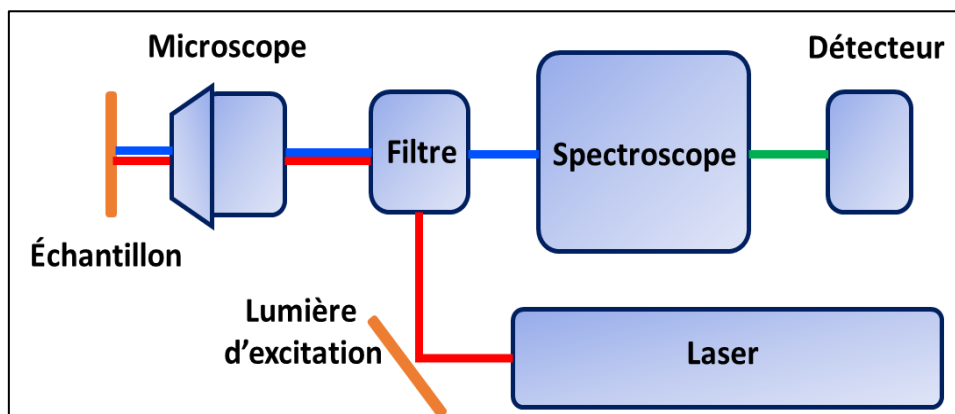 Microscope
Détecteur
Filtre
Spectroscope
Échantillon
Lumière
d’excitation
Laser